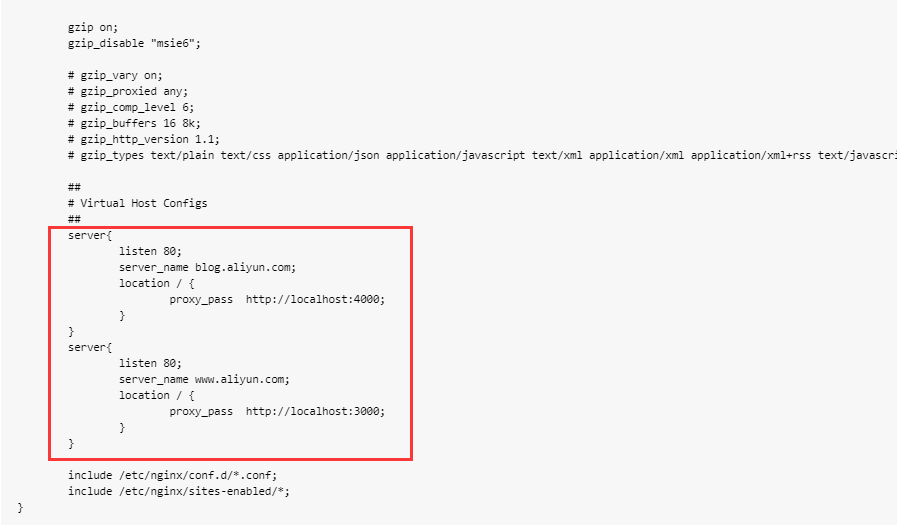 gzip on;
gzip_disable "msie6";
# gzip_vary on;
# gzip_proxied any;
# gzip_comp_level 6;
# gzip_buffers 16 8k;
# gzip_http_version 1.1;
# gzip_types text/plain text/css application/json application/javascript text/xml application/xml application/xml+rss text/javascri
##
# Virtual Host Configs
##
server{
listen 80;
server_name blog.aliyun.com;
location / {
proxy_pass  http://localhost:4000;
}
}
server{
listen 80;
server_name www.aliyun.com;
location / {
proxy_pass  http://localhost:3000;
}
}
include /etc/nginx/conf.d/*.conf;
include /etc/nginx/sites-enabled/*;
}